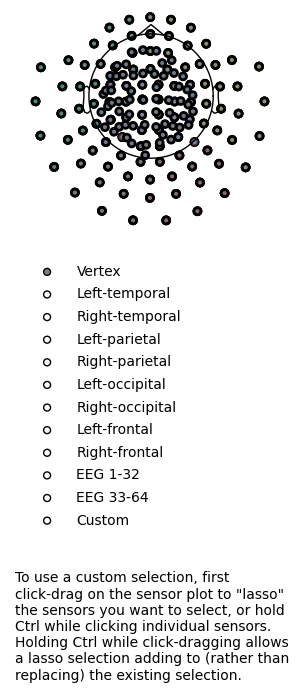 Vertex
Left-temporal
Right-temporal
Left-parietal
Right-parietal
Left-occipital
Right-occipital
Left-frontal
Right-frontal
EEG 1-32
EEG 33-64
Custom
To use a custom selection, first
click-drag on the sensor plot to "lasso"
the sensors you want to select, or hold
Ctrl while clicking individual sensors.
Holding Ctrl while click-dragging allows
a lasso selection adding to (rather than
replacing) the existing selection.